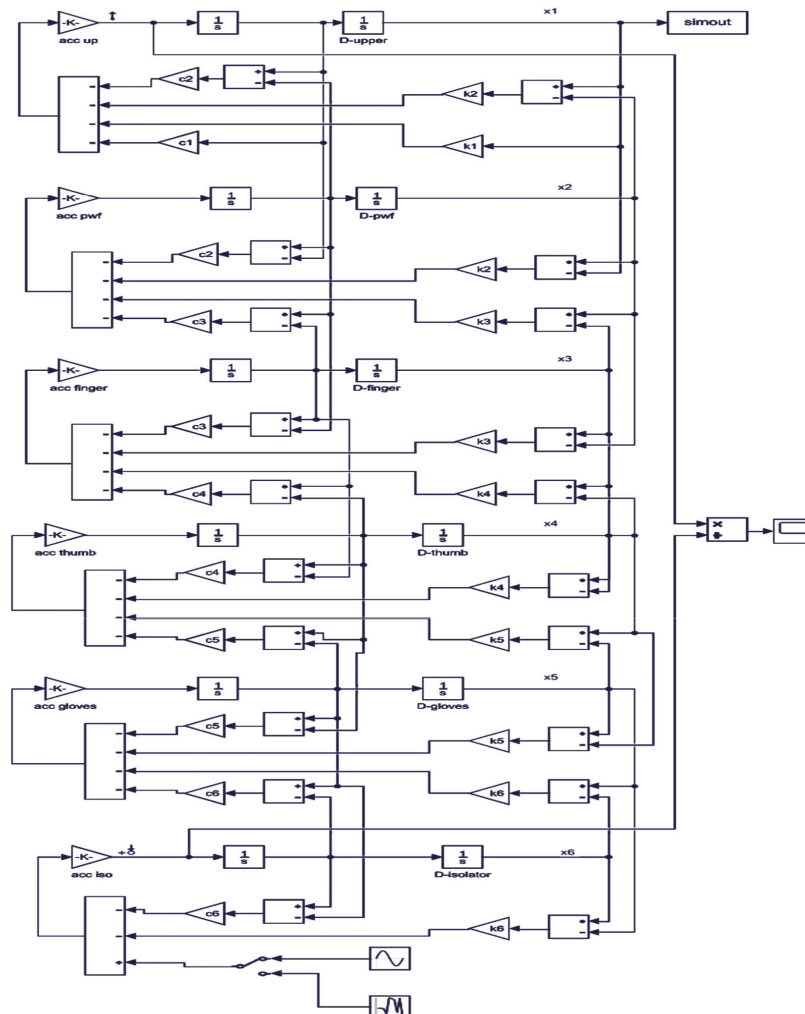 -K- 1/s 1/s x1 simout
acc up D-upper
c2
k2
c1 k1
-K- 1/s 1/s x2
acc pwf D-pwf
c2
k2
c3 k3
-K- 1/s 1/s x3
acc finger D-finger
c3
k3
c4 k4
-K- 1/s 1/s x4
acc thumb D-thumb
c4
k4
c5 k5
-K- 1/s 1/s x5
acc gloves D-gloves
c5
k5
c6 k6
-K- 1/s 1/s x6
acc iso D-isolator
c6
k6